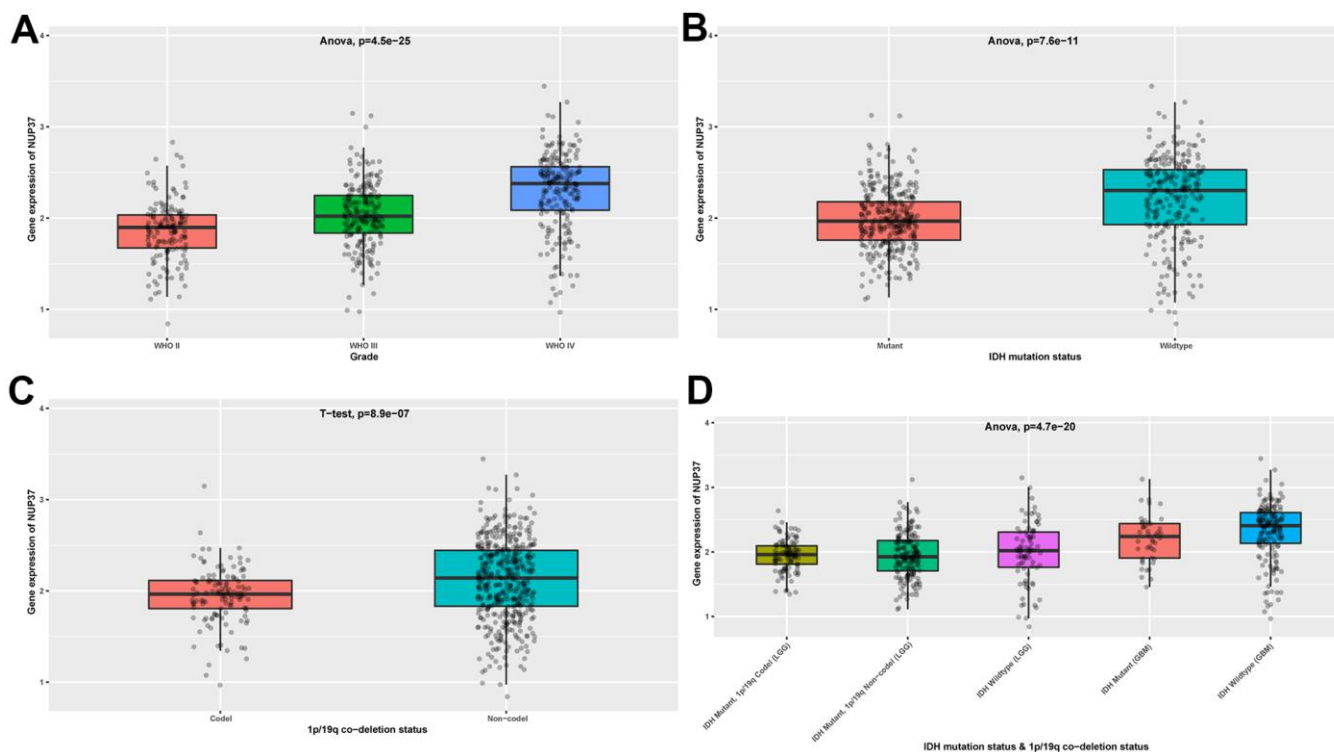 A
Anova, p=4.5e−25
Gene expression of NUP37
4
3
2
1
WHO II
WHO III
WHO IV
Grade
B
Anova, p=7.6e−11
Gene expression of NUP37
4
3
2
1
Mutant
Wildtype
IDH mutation status
C
T−test, p=8.9e−07
Gene expression of NUP37
4
3
2
1
Codel
Non−codel
1p/19q co−deletion status
D
Anova, p=4.7e−20
Gene expression of NUP37
4
3
2
1
IDH Mutant, 1p/19q Codel (LGG)
IDH Mutant, 1p/19q Non−codel (LGG)
IDH Wildtype (LGG)
IDH Mutant (GBM)
IDH Wildtype (GBM)
IDH mutation status & 1p/19q co−deletion status